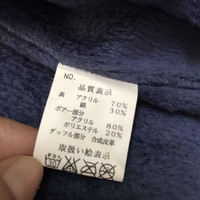 NO.
品質表示
表 アクリル 70%
綿 30%
ボアー部分
アクリル 80%
ポリエステル 20%
ダッフル部分 合成皮革
取扱い絵表示